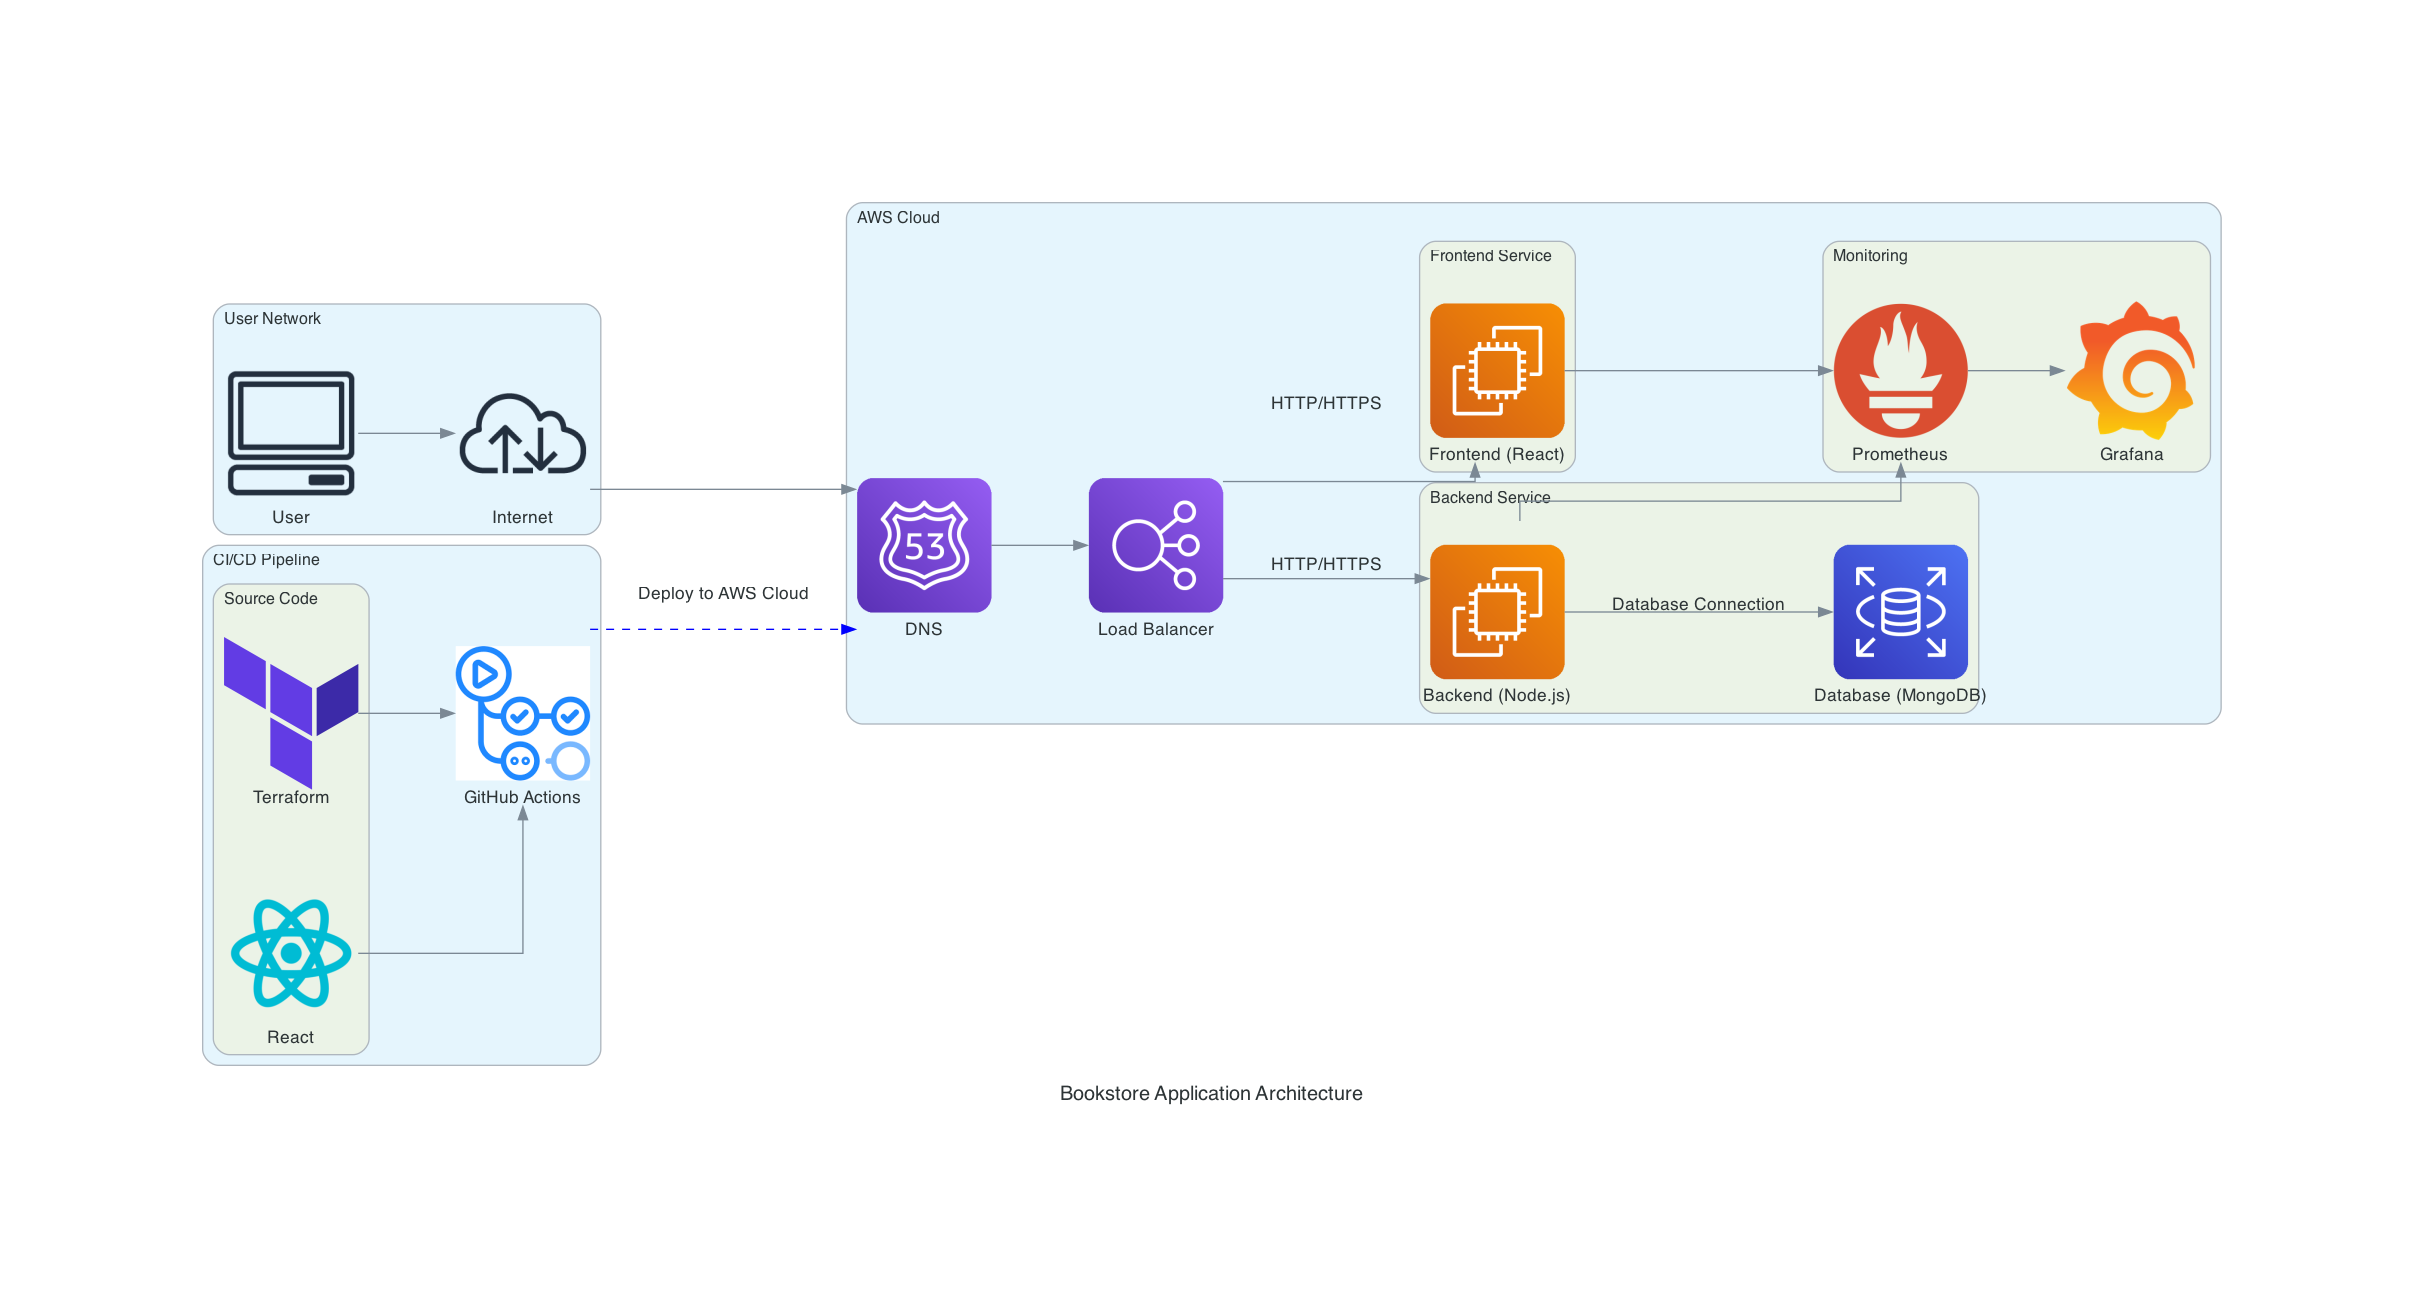 AWS Cloud
Frontend Service
Monitoring
User Network
HTTP/HTTPS
Frontend (React)
Prometheus
Grafana
Backend Service
User
Internet
53
CI/CD Pipeline
HTTP/HTTPS
Deploy to AWS Cloud
Source Code
Database Connection
DNS
Load Balancer
Backend (Node.js)
Database (MongoDB)
Terraform
GitHub Actions
React
Bookstore Application Architecture